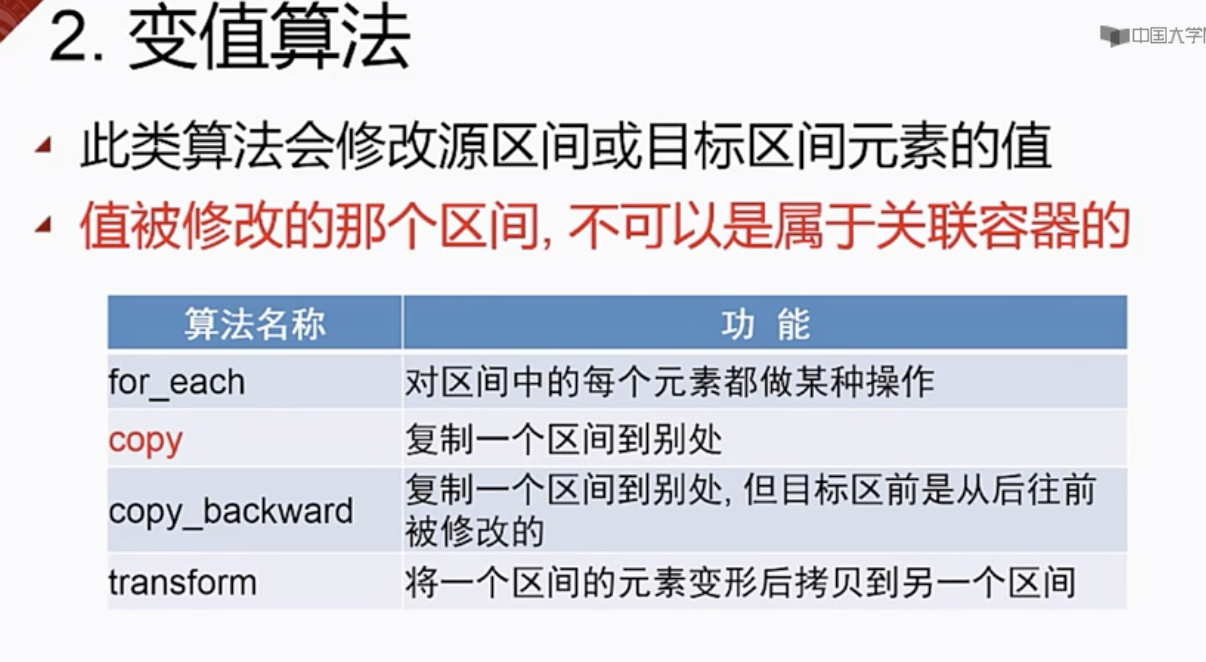 2. 变值算法
中国大学
此类算法会修改源区间或目标区间元素的值
值被修改的那个区间, 不可以是属于关联容器的
算法名称 功 能
for_each 对区间中的每个元素都做某种操作
copy 复制一个区间到别处
copy_backward 复制一个区间到别处, 但目标区前是从后往前
被修改的
transform 将一个区间的元素变形后拷贝到另一个区间